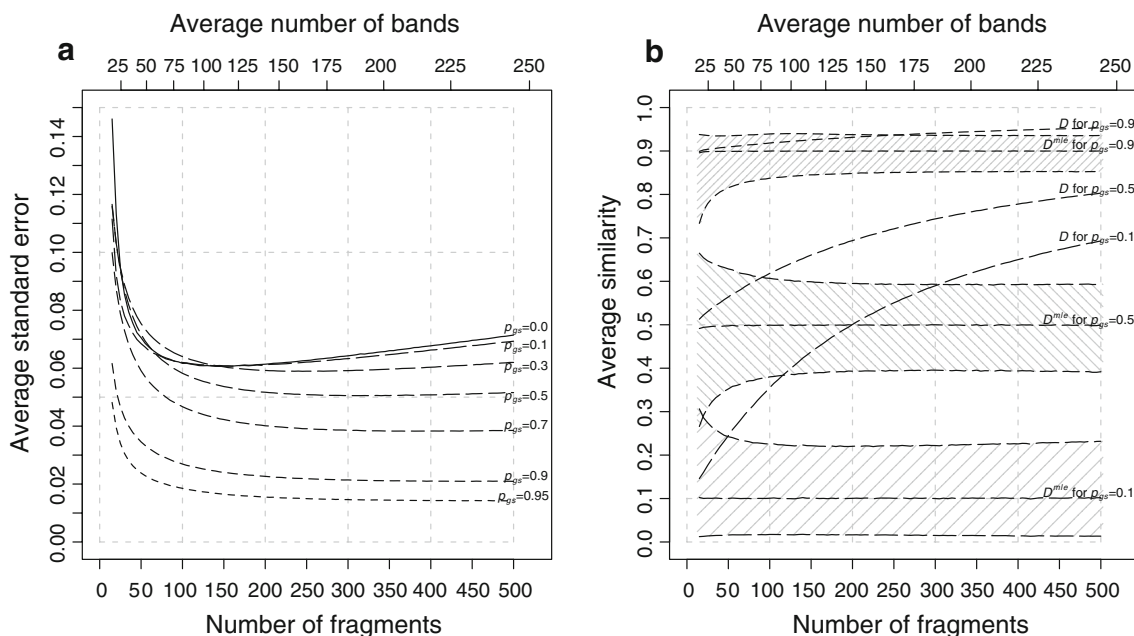 Average number of bands
a
25 50 75 100 125 150 175 200 225 245
Average standard error
0.14
0.12
0.10
0.08
0.06
0.04
0.02
0.00
pgs=0.0
pgs=0.1
pgs=0.3
pgs=0.5
pgs=0.7
pgs=0.9
pgs=0.95
0 50 100 150 200 250 300 350 400 450 500
Number of fragments
Average number of bands
b
25 50 75 100 125 150 175 200 225 245
Average similarity
1.0
0.9
0.8
0.7
0.6
0.5
0.4
0.3
0.2
0.1
0.0
D for pgs=0.9
Dmle for pgs=0.9
D for pgs=0.5
D for pgs=0.1
Dmle for pgs=0.5
Dmle for pgs=0.1
0 50 100 150 200 250 300 350 400 450 500
Number of fragments